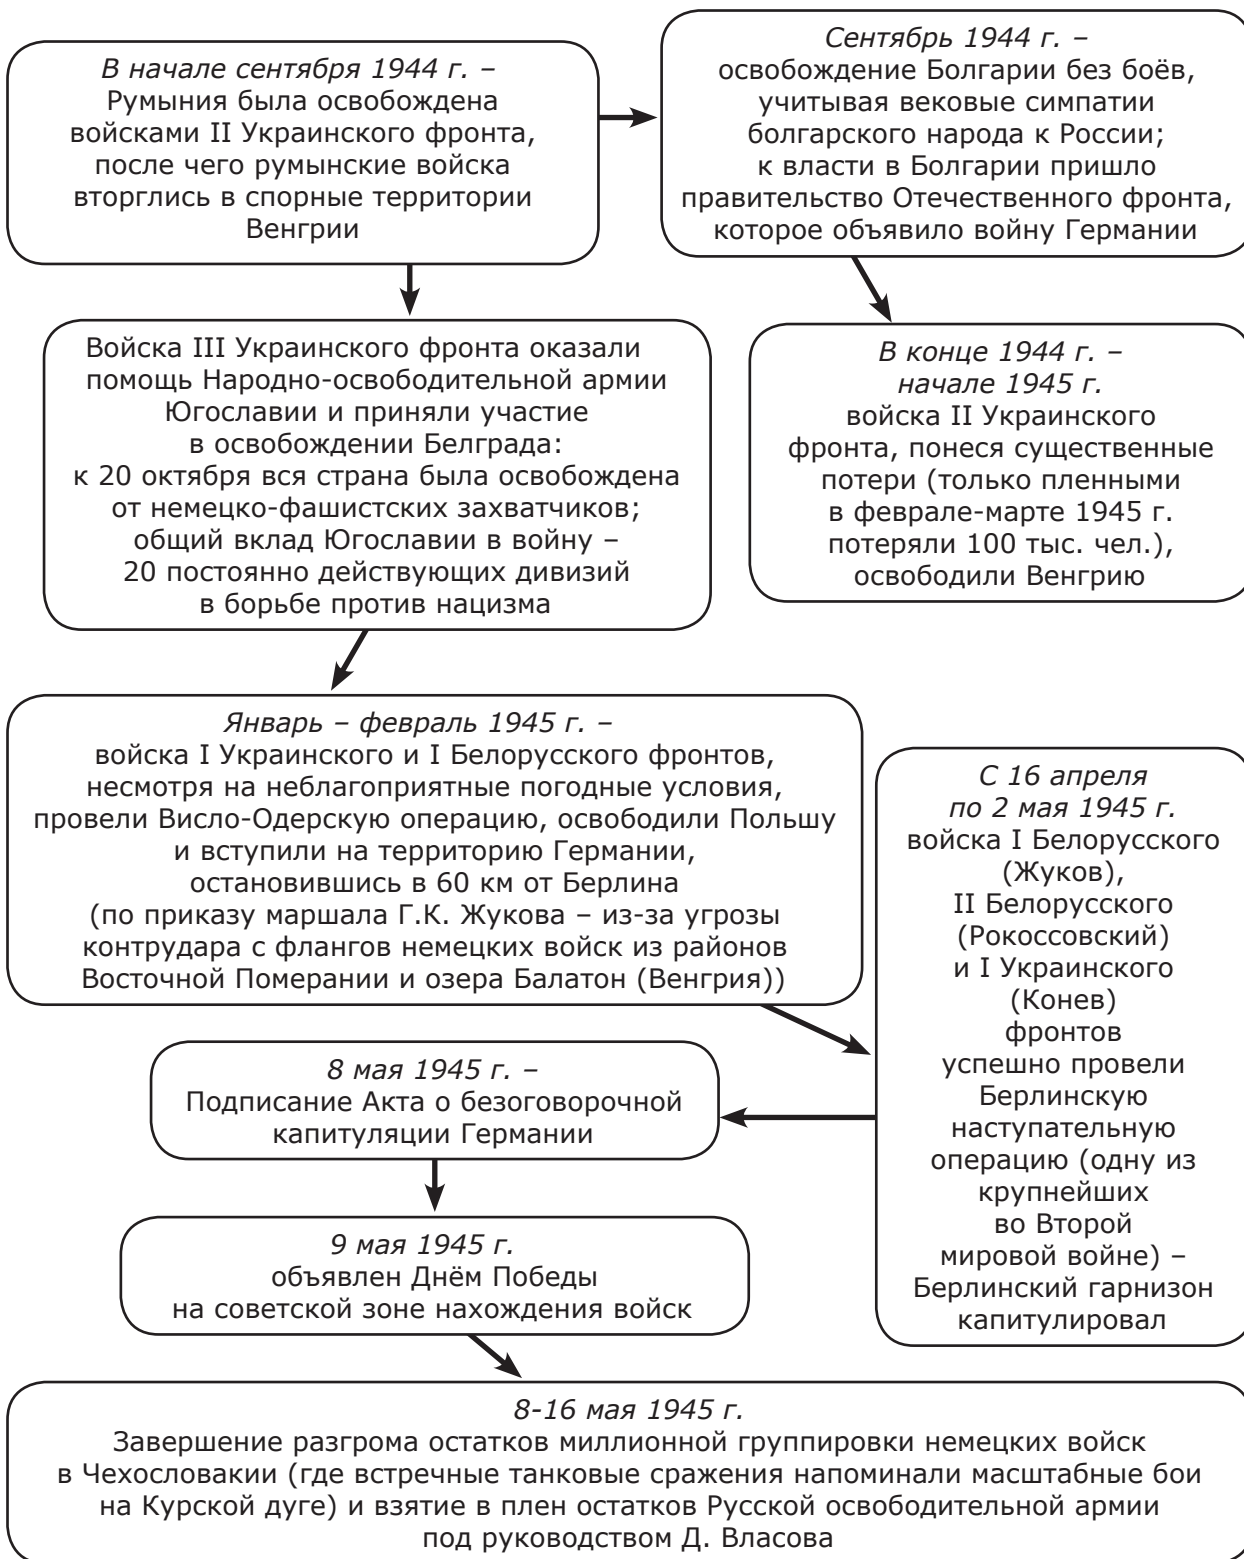 В начале сентября 1944 г. –
Румыния была освобождена
войсками II Украинского фронта,
после чего румынские войска
вторглись в спорные территории
Венгрии
Сентябрь 1944 г. –
освобождение Болгарии без боёв,
учитывая вековые симпатии
болгарского народа к России;
к власти в Болгарии пришло
правительство Отечественного фронта,
которое объявило войну Германии
Войска III Украинского фронта оказали
помощь Народно-освободительной армии
Югославии и приняли участие
в освобождении Белграда:
к 20 октября вся страна была освобождена
от немецко-фашистских захватчиков;
общий вклад Югославии в войну –
20 постоянно действующих дивизий
в борьбе против нацизма
В конце 1944 г. –
начале 1945 г.
войска II Украинского
фронта, понеся существенные
потери (только пленными
в феврале-марте 1945 г.
потеряли 100 тыс. чел.),
освободили Венгрию
Январь – февраль 1945 г. –
войска I Украинского и I Белорусского фронтов,
несмотря на неблагоприятные погодные условия,
провели Висло-Одерскую операцию, освободили Польшу
и вступили на территорию Германии,
остановившись в 60 км от Берлина
(по приказу маршала Г.К. Жукова – из-за угрозы
контрудара с флангов немецких войск из районов
Восточной Померании и озера Балатон (Венгрия))
С 16 апреля
по 2 мая 1945 г.
войска I Белорусского
(Жуков),
II Белорусского
(Рокоссовский)
и I Украинского
(Конев)
фронтов
успешно провели
Берлинскую
наступательную
операцию (одну из
крупнейших
во Второй
мировой войне) –
Берлинский гарнизон
капитулировал
8 мая 1945 г. –
Подписание Акта о безоговорочной
капитуляции Германии
9 мая 1945 г.
объявлен Днём Победы
на советской зоне нахождения войск
8-16 мая 1945 г.
Завершение разгрома остатков миллионной группировки немецких войск
в Чехословакии (где встречные танковые сражения напоминали масштабные бои
на Курской дуге) и взятие в плен остатков Русской освободительной армии
под руководством Д. Власова